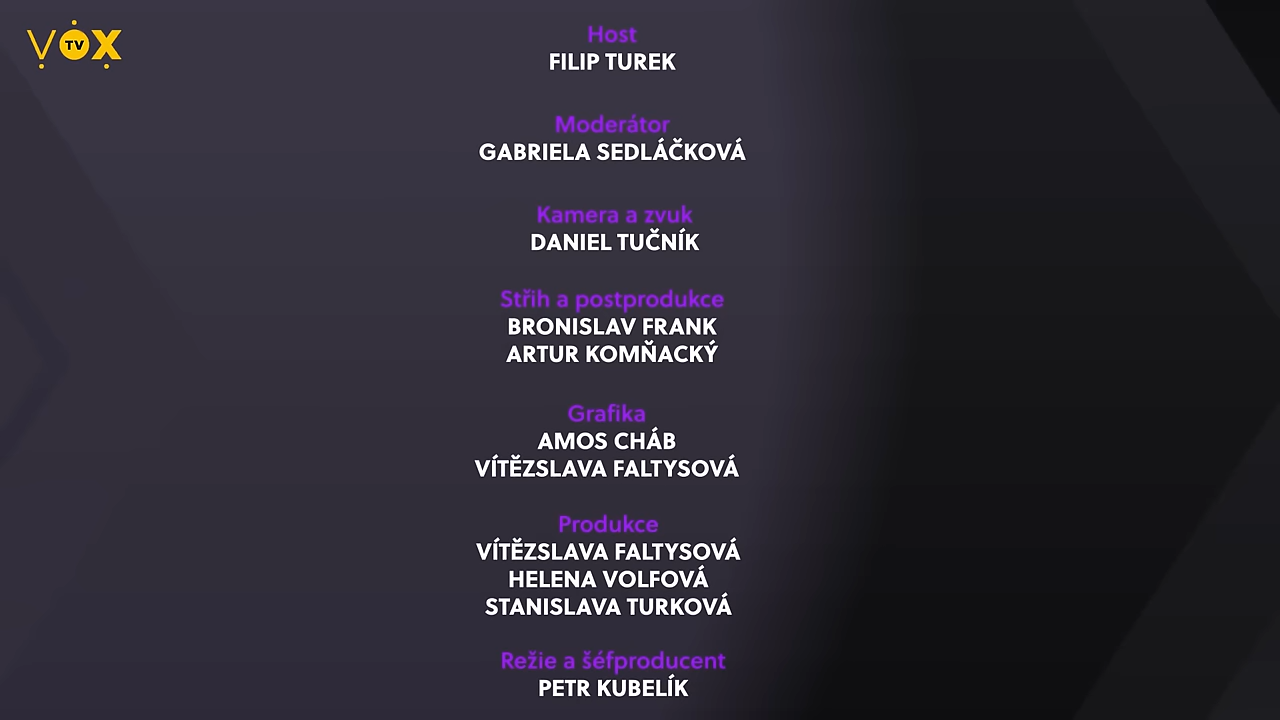 VOX
TV
Host
FILIP TUREK
Moderátor
GABRIELA SEDLÁČKOVÁ
Kamera a zvuk
DANIEL TUČNÍK
Střih a postprodukce
BRONISLAV FRANK
ARTUR KOMŇACKÝ
Grafika
AMOS CHÁB
VÍTĚZSLAVA FALTYSOVÁ
Produkce
VÍTĚZSLAVA FALTYSOVÁ
HELENA VOLFOVÁ
STANISLAVA TURKOVÁ
Režie a šéfproducent
PETR KUBELÍK